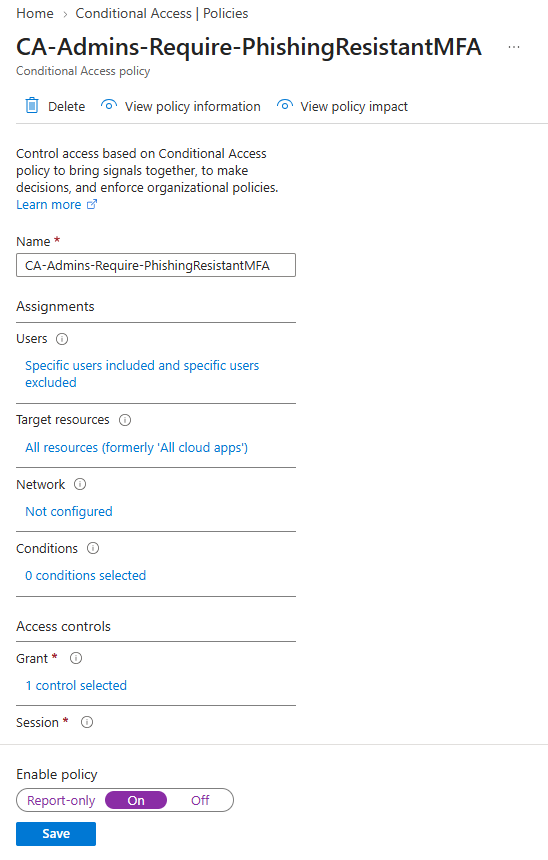 Home > Conditional Access | Policies
CA-Admins-Require-PhishingResistantMFA ...
Conditional Access policy
Delete View policy information View policy impact
Control access based on Conditional Access
policy to bring signals together, to make
decisions, and enforce organizational policies.
Learn more
Name *
CA-Admins-Require-PhishingResistantMFA
Assignments
Users
Specific users included and specific users
excluded
Target resources
All resources (formerly 'All cloud apps')
Network
Not configured
Conditions
0 conditions selected
Access controls
Grant *
1 control selected
Session *
Enable policy
Report-only On Off
Save